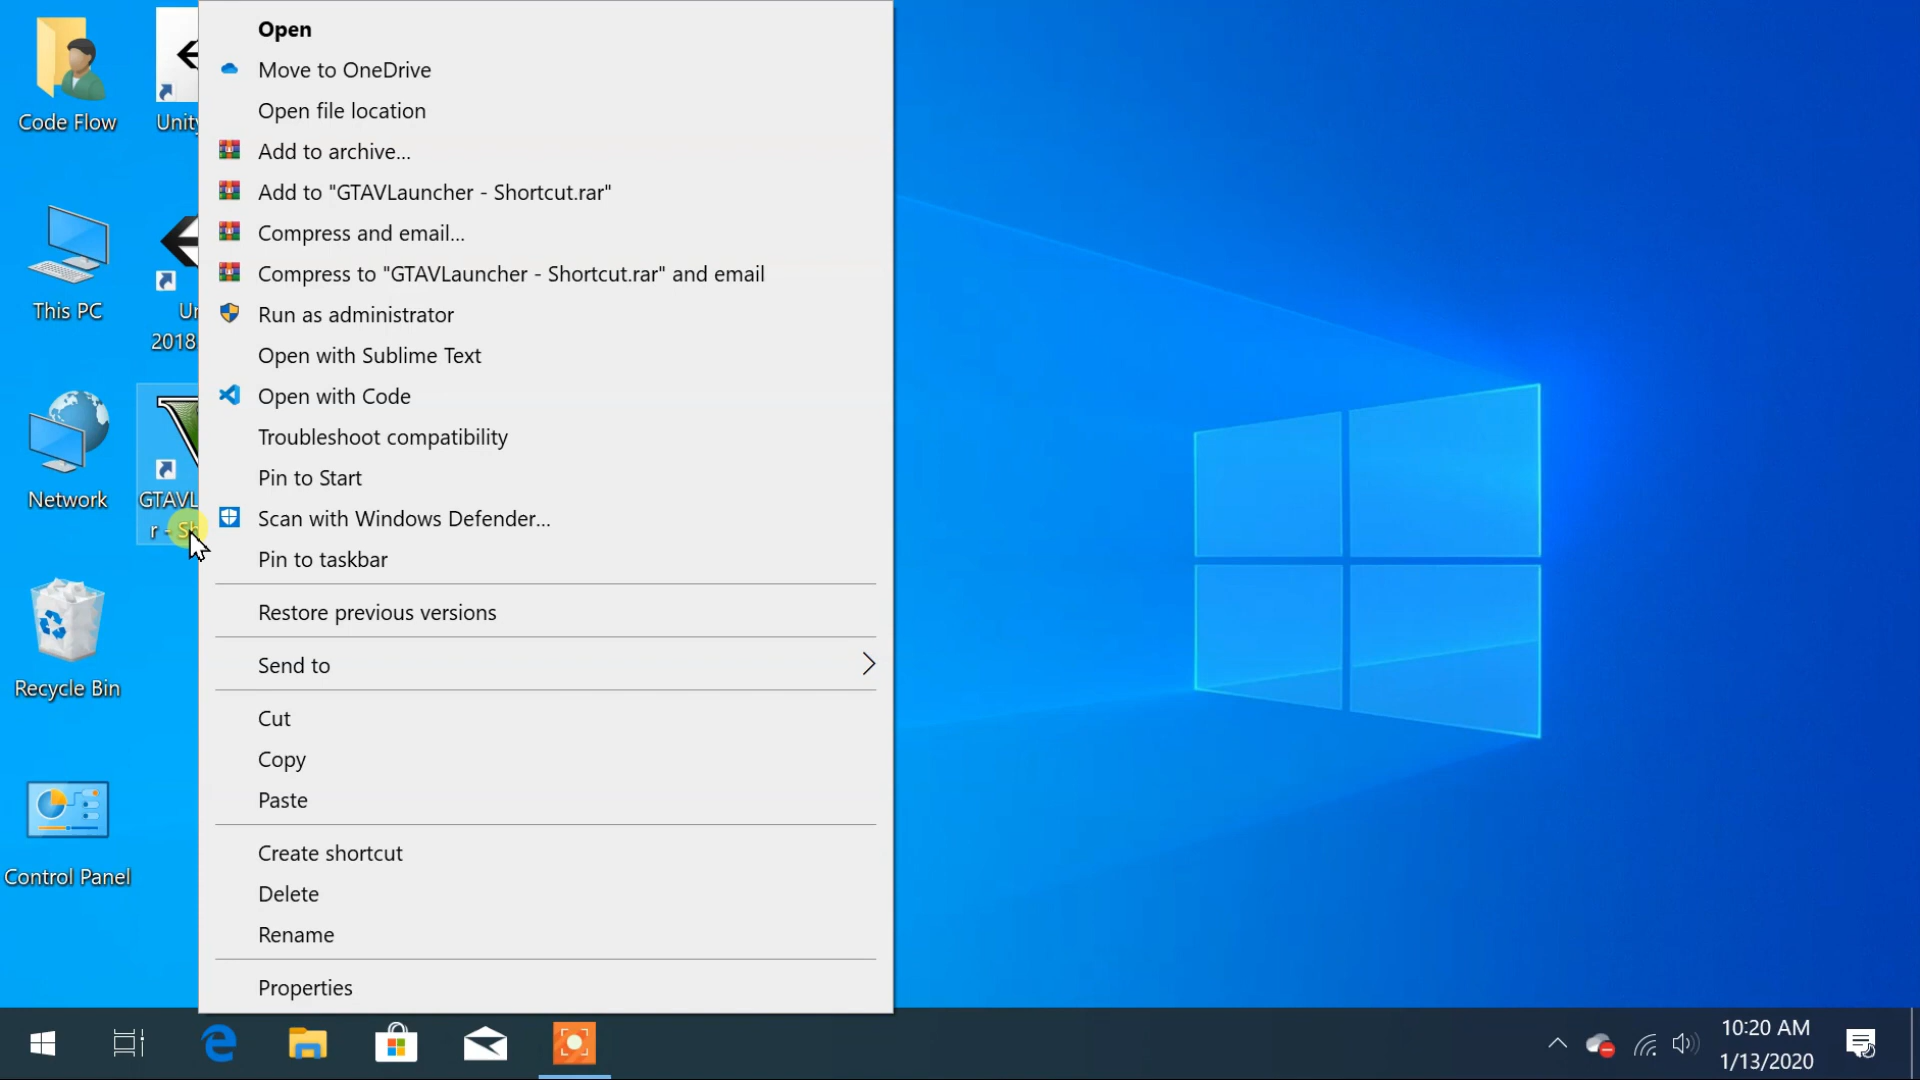 Code Flow
This PC
Network
Recycle Bin
Control Panel
Unity
2018
GTAVL
r - Sh
Open
Move to OneDrive
Open file location
Add to archive...
Add to "GTAVLauncher - Shortcut.rar"
Compress and email...
Compress to "GTAVLauncher - Shortcut.rar" and email
Run as administrator
Open with Sublime Text
Open with Code
Troubleshoot compatibility
Pin to Start
Scan with Windows Defender...
Pin to taskbar
Restore previous versions
Send to
Cut
Copy
Paste
Create shortcut
Delete
Rename
Properties
10:20 AM
1/13/2020